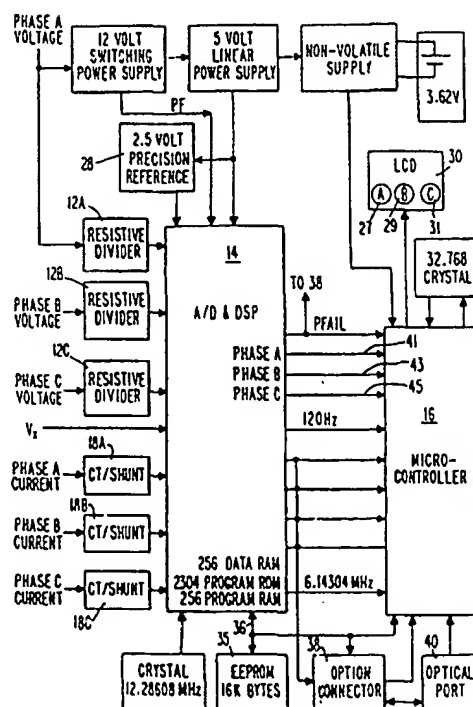 PHASE A
VOLTAGE
12 VOLT
SWITCHING
POWER SUPPLY
5 VOLT
LINEAR
POWER SUPPLY
NON-VOLATILE
SUPPLY
3.62V
PF
28
2.5 VOLT
PRECISION
REFERENCE
LCD
30
A
B
C
27
29
31
12A
RESISTIVE
DIVIDER
14
A/D & DSP
32.768
CRYSTAL
12B
PHASE B
VOLTAGE
RESISTIVE
DIVIDER
TO 38
PFAIL
12C
PHASE C
VOLTAGE
RESISTIVE
DIVIDER
PHASE A
41
PHASE B
43
PHASE C
45
16
MICRO-
CONTROLLER
VX
120HZ
18A
PHASE A
CURRENT
CT/SHUNT
18B
PHASE B
CURRENT
CT/SHUNT
PHASE C
CURRENT
CT/SHUNT
18C
256 DATA RAM
2304 PROGRAM ROM
256 PROGRAM RAM
6.14304 MHz
36
35
38
40
CRYSTAL
12.28608 MHz
EEPROM
16K BYTES
OPTION
CONNECTOR
OPTICAL
PORT